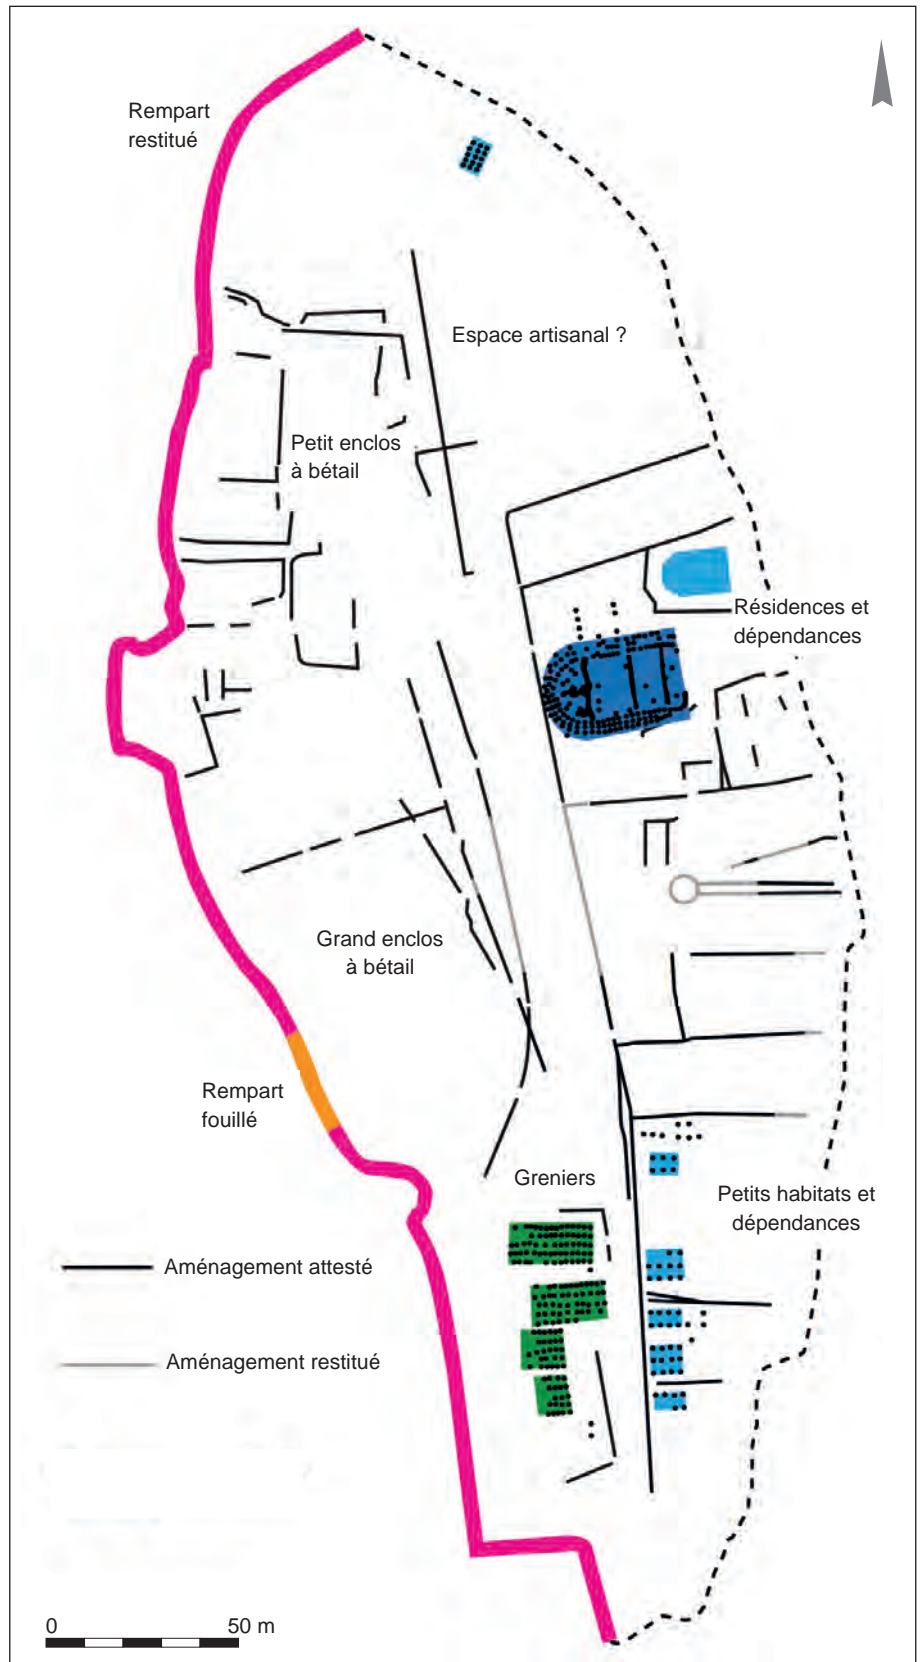 Rempart
restitué
Espace artisanal ?
Petit enclos
à bétail
Résidences et
dépendances
Grand enclos
à bétail
Rempart
fouillé
Greniers
Petits habitats et
dépendances
Aménagement attesté
Aménagement restitué
0 50 m